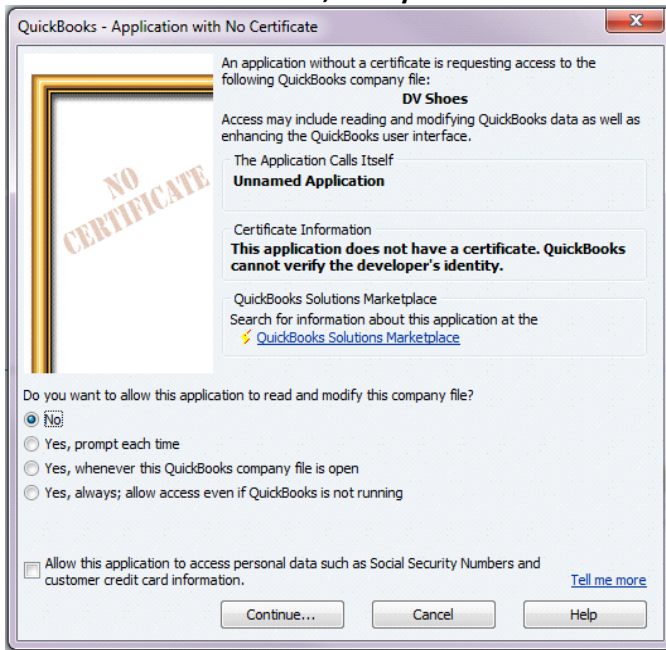 QuickBooks - Application with No Certificate
An application without a certificate is requesting access to the
following QuickBooks company file:
DV Shoes
Access may include reading and modifying QuickBooks data as well as
enhancing the QuickBooks user interface.
The Application Calls Itself
Unnamed Application
NO
CERTIFICATE
Certificate Information
This application does not have a certificate. QuickBooks
cannot verify the developer's identity.
QuickBooks Solutions Marketplace
Search for information about this application at the
QuickBooks Solutions Marketplace
Do you want to allow this application to read and modify this company file?
No
Yes, prompt each time
Yes, whenever this QuickBooks company file is open
Yes, always; allow access even if QuickBooks is not running
Allow this application to access personal data such as Social Security Numbers and
customer credit card information.
Tell me more
Continue...
Cancel
Help